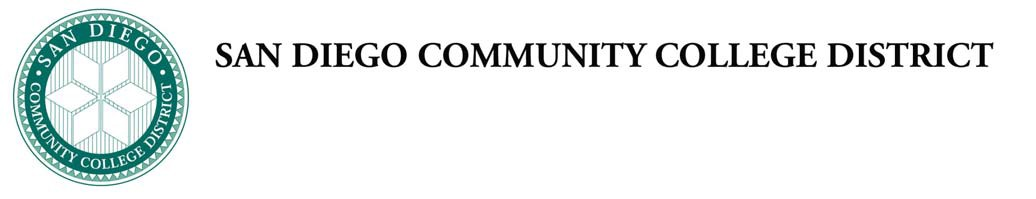 SAN DIEGO
COMMUNITY COLLEGE DISTRICT
SAN DIEGO COMMUNITY COLLEGE DISTRICT